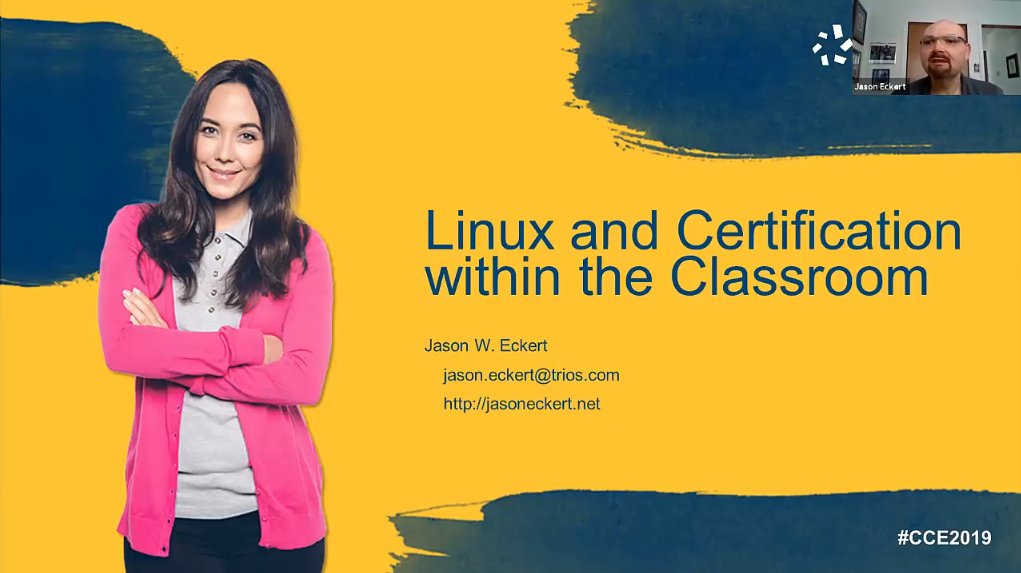 Jason Eckert
Linux and Certification
within the Classroom
Jason W. Eckert
jason.eckert@trios.com
http://jasoneckert.net
#CCE2019